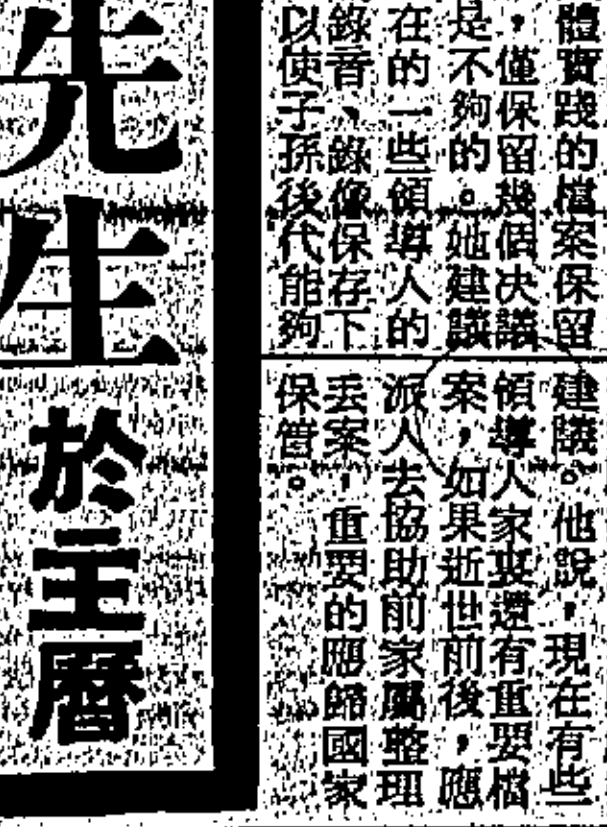 體實踐的檔案保留
，僅保留幾個決議
是不夠的。她建議
在的一些領導人的
錄音、錄像保存下
以使子孫後代能夠
建議。他說，現在有些
領導人家裏還有重要檔
案，如果逝世前後，應
派人去協助前家屬整理
丢案，重要的應歸國家
保管。
先生
於主曆